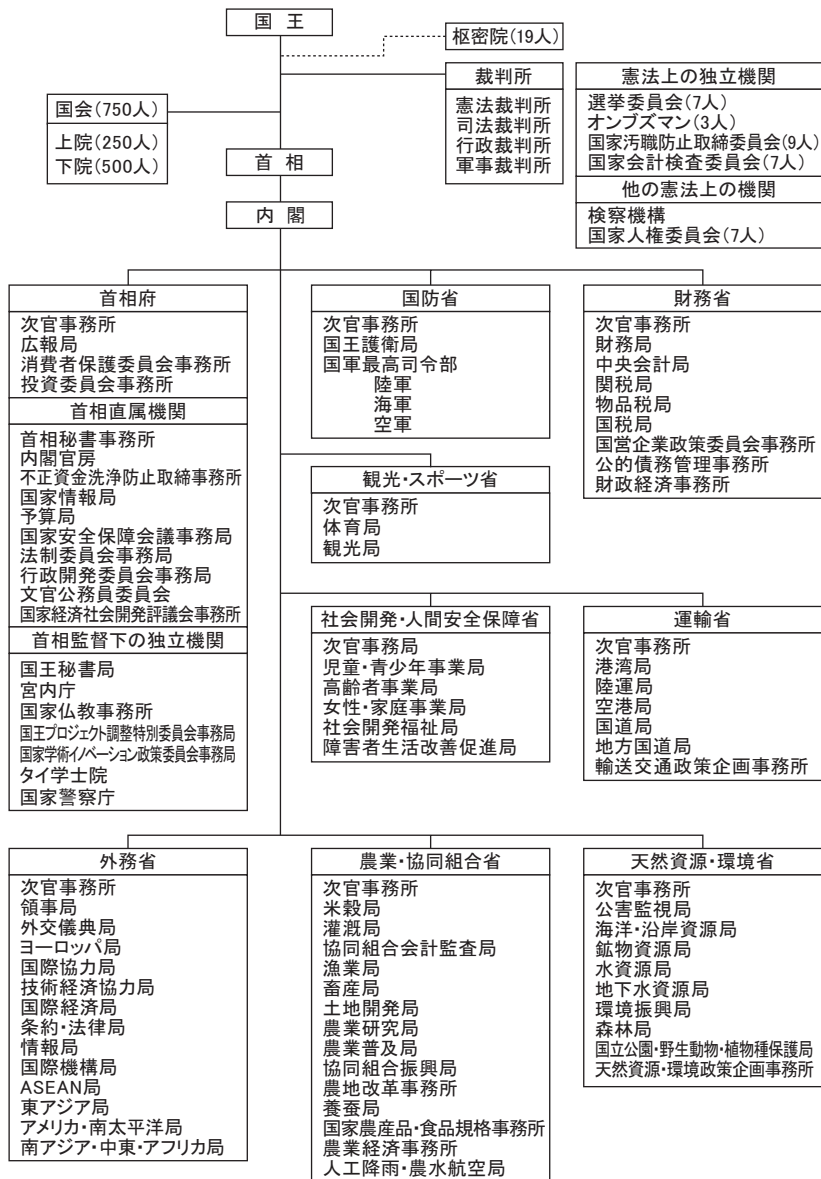 国 王
枢密院(19人)
裁判所
憲法裁判所
司法裁判所
行政裁判所
軍事裁判所
憲法上の独立機関
選挙委員会(7人)
オンブズマン(3人)
国家汚職防止取締委員会(9人)
国家会計検査委員会(7人)
他の憲法上の機関
検察機構
国家人権委員会(7人)
国会(750人)
上院(250人)
下院(500人)
首 相
内 閣
首相府
次官事務所
広報局
消費者保護委員会事務所
投資委員会事務所
首相直属機関
首相秘書事務所
内閣官房
不正資金洗浄防止取締事務所
国家情報局
予算局
国家安全保障会議事務局
法制委員会事務局
行政開発委員会事務局
文官公務員委員会
国家経済社会開発評議会事務所
首相監督下の独立機関
国王秘書局
宮内庁
国家仏教事務所
国王プロジェクト調整特別委員会事務局
国家学術イノベーション政策委員会事務局
タイ学士院
国家警察庁
国防省
次官事務所
国王護衛局
国軍最高司令部
陸軍
海軍
空軍
財務省
次官事務所
財務局
中央会計局
関税局
物品税局
国税局
国営企業政策委員会事務所
公的債務管理事務所
財政経済事務所
観光・スポーツ省
次官事務所
体育局
観光局
社会開発・人間安全保障省
次官事務局
児童・青少年事業局
高齢者事業局
女性・家庭事業局
社会開発福祉局
障害者生活改善促進局
運輸省
次官事務所
港湾局
陸運局
空港局
国道局
地方国道局
輸送交通政策企画事務所
外務省
次官事務所
領事局
外交儀典局
ヨーロッパ局
国際協力局
技術経済協力局
国際経済局
条約・法律局
情報局
国際機構局
ASEAN局
東アジア局
アメリカ・南太平洋局
南アジア・中東・アフリカ局
農業・協同組合省
次官事務所
米穀局
灌漑局
協同組合会計監査局
漁業局
畜産局
土地開発局
農業研究局
農業普及局
協同組合振興局
農地改革事務所
養蚕局
国家農産品・食品規格事務所
農業経済事務所
人工降雨・農水航空局
天然資源・環境省
次官事務所
公害監視局
海洋・沿岸資源局
鉱物資源局
水資源局
地下水資源局
環境振興局
森林局
国立公園・野生動物・植物種保護局
天然資源・環境政策企画事務所